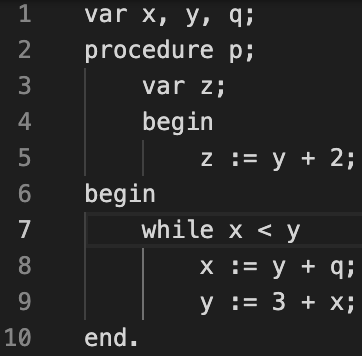 1 var x, y, q;
2 procedure p;
3 var z;
4 begin
5 z := y + 2;
6 begin
7 while x < y
8 x := y + q;
9 y := 3 + x;
10 end.